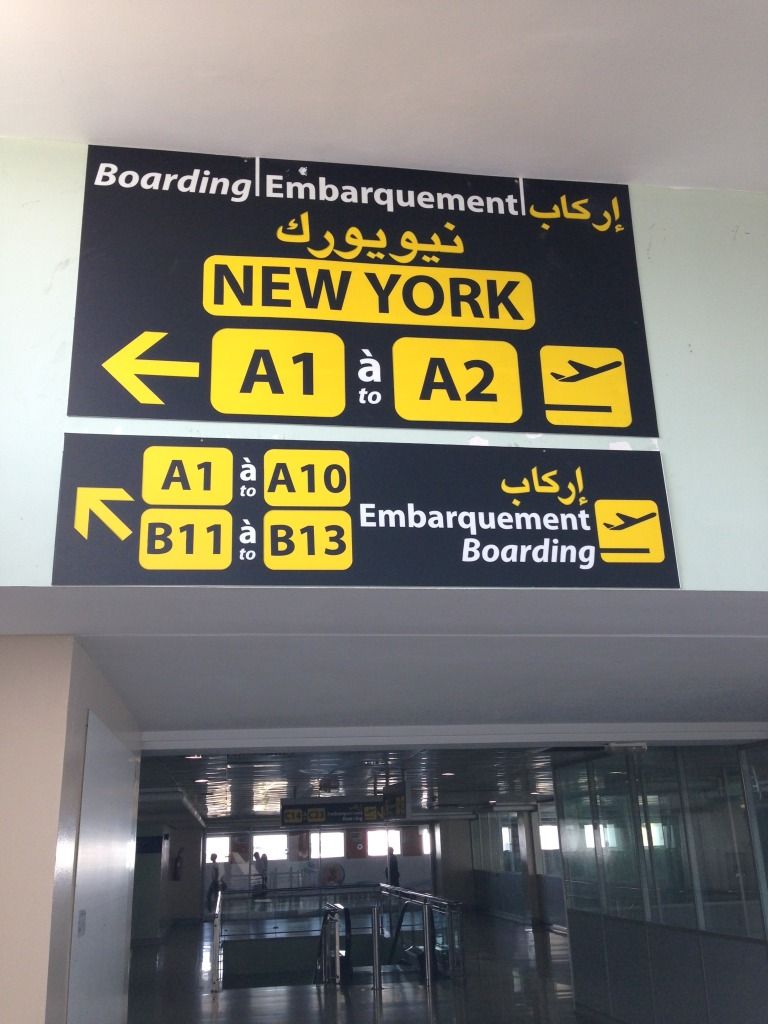 Boarding Embarquement إركاب
نيويورك
NEW YORK
A1 à to A2
A1 à to A10
B11 à to B13
إركاب
Embarquement
Boarding